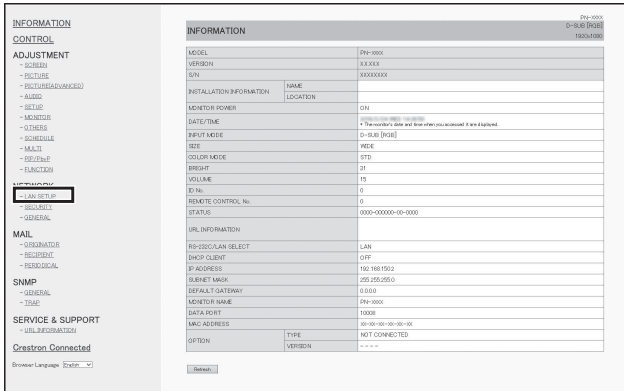 INFORMATION
CONTROL
ADJUSTMENT
- SCREEN
- PICTURE
- PICTURE(ADVANCED)
- AUDIO
- SETUP
- MONITOR
- OTHERS
- SCHEDULE
- MULTI
- PIP/PbyP
- FUNCTION
NETWORK
- LAN SETUP
- SECURITY
- GENERAL
MAIL
- ORIGINATOR
- RECIPIENT
- PERIODICAL
SNMP
- GENERAL
- TRAP
SERVICE & SUPPORT
- URL INFORMATION
Crestron Connected
Browser Language English
PN-XXXX
INFORMATION D-SUB [RGB]
1920x1080
MODEL PN-XXXX
VERSION XX.XXX
S/N XXXXXXXX
INSTALLATION INFORMATION NAME
LOCATION
MONITOR POWER ON
DATE/TIME
* The monitor's date and time when you accessed it are displayed.
INPUT MODE D-SUB [RGB]
SIZE WIDE
COLOR MODE STD
BRIGHT 31
VOLUME 15
ID No. 0
REMOTE CONTROL No. 0
STATUS 0000-000000-00-0000
URL INFORMATION
RS-232C/LAN SELECT LAN
DHCP CLIENT OFF
IP ADDRESS 192.168.150.2
SUBNET MASK 255.255.255.0
DEFAULT GATEWAY 0.0.0.0
MONITOR NAME PN-XXXX
DATA PORT 10008
MAC ADDRESS XX-XX-XX-XX-XX-XX
OPTION TYPE NOT CONNECTED
VERSION ----
Refresh